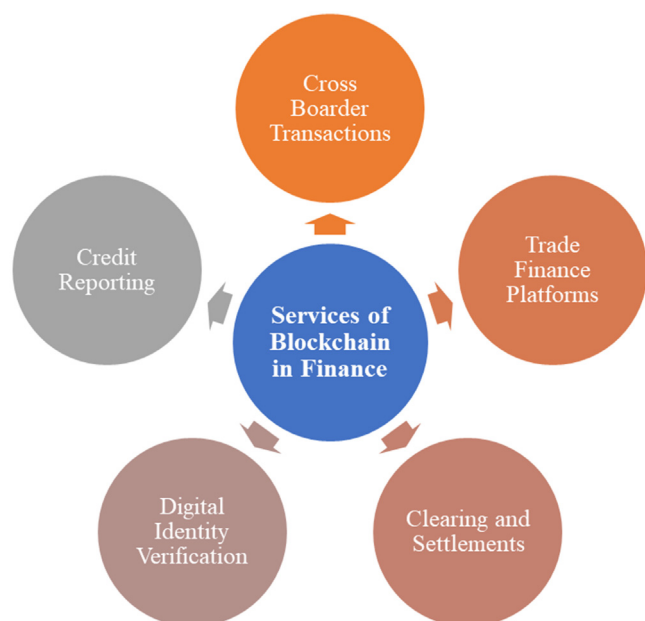 Cross
Boarder
Transactions
Trade
Finance
Platforms
Credit
Reporting
Services of
Blockchain
in Finance
Digital
Identity
Verification
Clearing and
Settlements